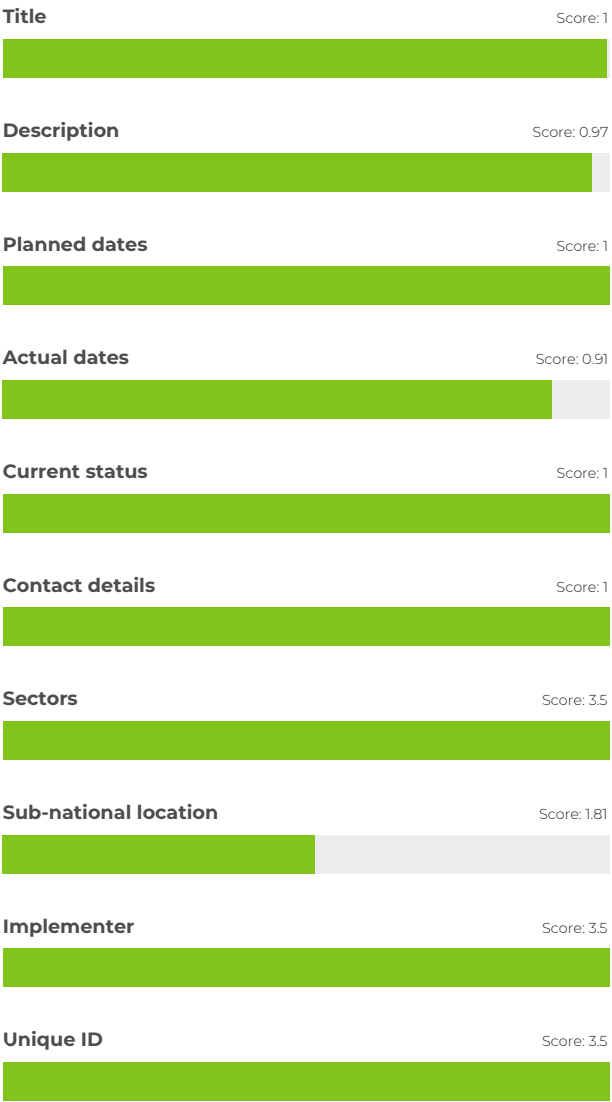 Title Score: 1
Description Score: 0.97
Planned dates Score: 1
Actual dates Score: 0.91
Current status Score: 1
Contact details Score: 1
Sectors Score: 3.5
Sub-national location Score: 1.81
Implementer Score: 3.5
Unique ID Score: 3.5